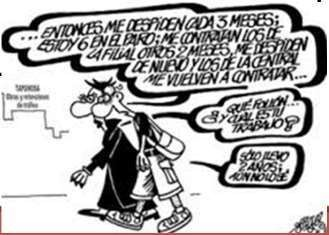 ...ENTONCES, ME DESPIDEN CADA 3 MESES;
ESTOY 6 EN EL PARO; ME CONTRATAN LOS DE
LA FILIAL OTROS 2 MESES, ME DESPIDEN
DE NUEVO Y LOS DE LA CENTRAL
ME VUELVEN A CONTRATAR...
TAPONOSA
Obras y retenciones
de tráfico
¡QUÉ FOLLÓN...
¿Y CUÁL ES TU
TRABAJO?
SÓLO LLEVO
2 AÑOS;
AÚN NO LO SÉ